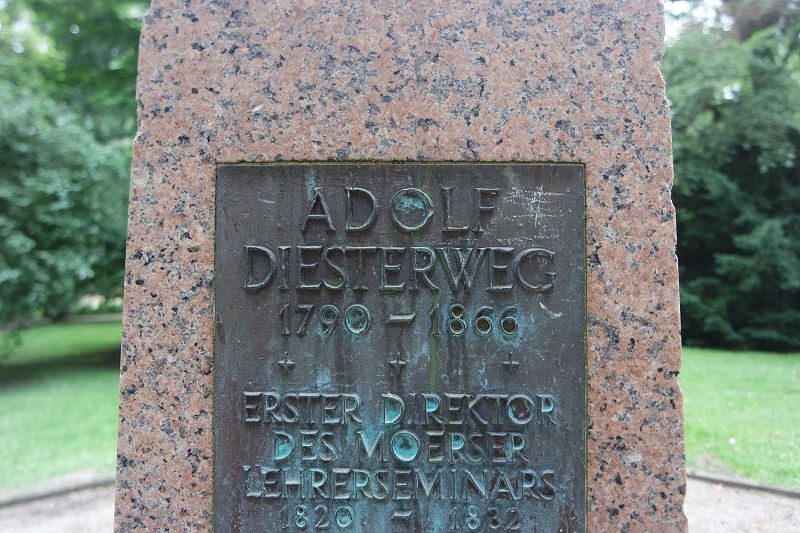 ADOLF
DIESTERWEG
1790 - 1866
ERSTER DIREKTOR
DES MOERSER
LEHRERSEMINARS
1820 - 1832